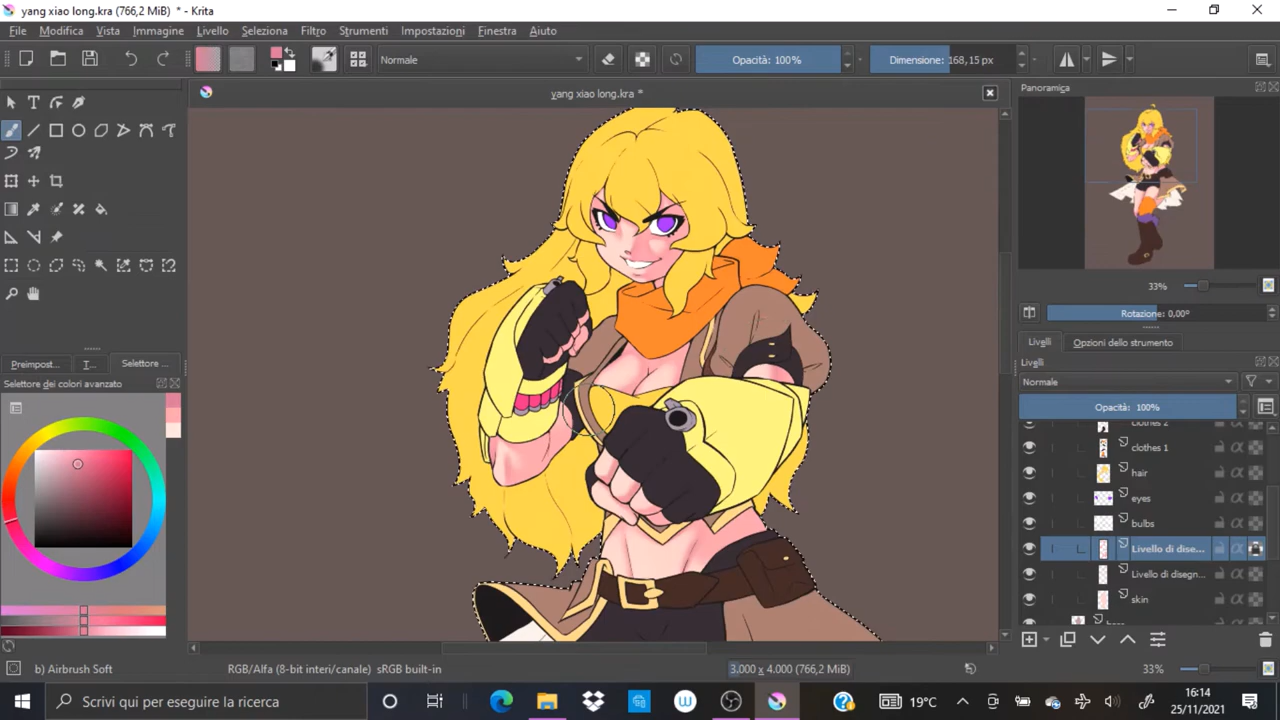 yang xiao long.kra (766,2 MiB) * - Krita
File Modifica Vista Immagine Livello Seleziona Filtro Strumenti Impostazioni Finestra Aiuto
Normale
Opacità: 100%
Dimensione: 168,15 px
yang xiao long.kra *
Panoramica
33%
Rotazione: 0,00°
Livelli Opzioni dello strumento
Livelli
Normale
Opacità: 100%
clothes 2
clothes 1
hair
eyes
bulbs
Livello di dise...
Livello di disegn...
skin
Preimpost... T... Selettore ...
Selettore dei colori avanzato
b) Airbrush Soft
RGB/Alfa (8-bit interi/canale) sRGB built-in
3.000 x 4.000 (766,2 MiB)
33%
Scrivi qui per eseguire la ricerca
19°C
16:14
25/11/2021